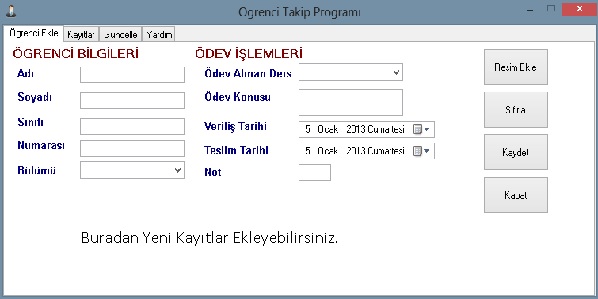 Ögrenci Takip Programı
Ögrenci Ekle Kayıtlar Güncelle Yardım
ÖGRENCİ BİLGİLERİ
Adı
Soyadı
Sınıfı
Numarası
Bölümü
ÖDEV İŞLEMLERİ
Ödev Alınan Ders
Ödev Konusu
Veriliş Tarihi 5 Ocak 2013 Cumartesi
Teslim Tarihi 5 Ocak 2013 Cumartesi
Not
Resim Ekle
Sıfırla
Kaydet
Kapat
Buradan Yeni Kayıtlar Ekleyebilirsiniz.